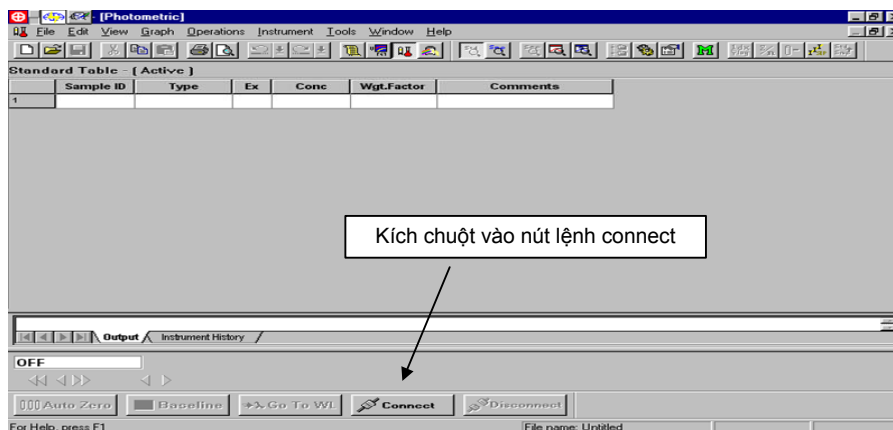 [Photometric]
File Edit View Graph Operations Instrument Tools Window Help
Standard Table - [ Active ]
Sample ID Type Ex Conc Wgt.Factor Comments
1
Kích chuột vào nút lệnh connect
Output Instrument History
OFF
Auto Zero Baseline Go To WL Connect Disconnect
For Help, press F1 File name: Untitled